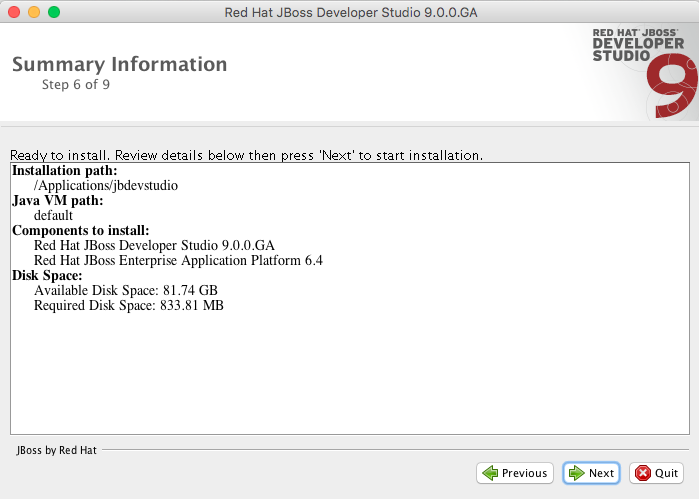 Red Hat JBoss Developer Studio 9.0.0.GA
RED HAT® JBOSS®
DEVELOPER
STUDIO
9
Summary Information
Step 6 of 9
Ready to install. Review details below then press 'Next' to start installation.
Installation path:
/Applications/jbdevstudio
Java VM path:
default
Components to install:
Red Hat JBoss Developer Studio 9.0.0.GA
Red Hat JBoss Enterprise Application Platform 6.4
Disk Space:
Available Disk Space: 81.74 GB
Required Disk Space: 833.81 MB
JBoss by Red Hat
Previous
Next
Quit